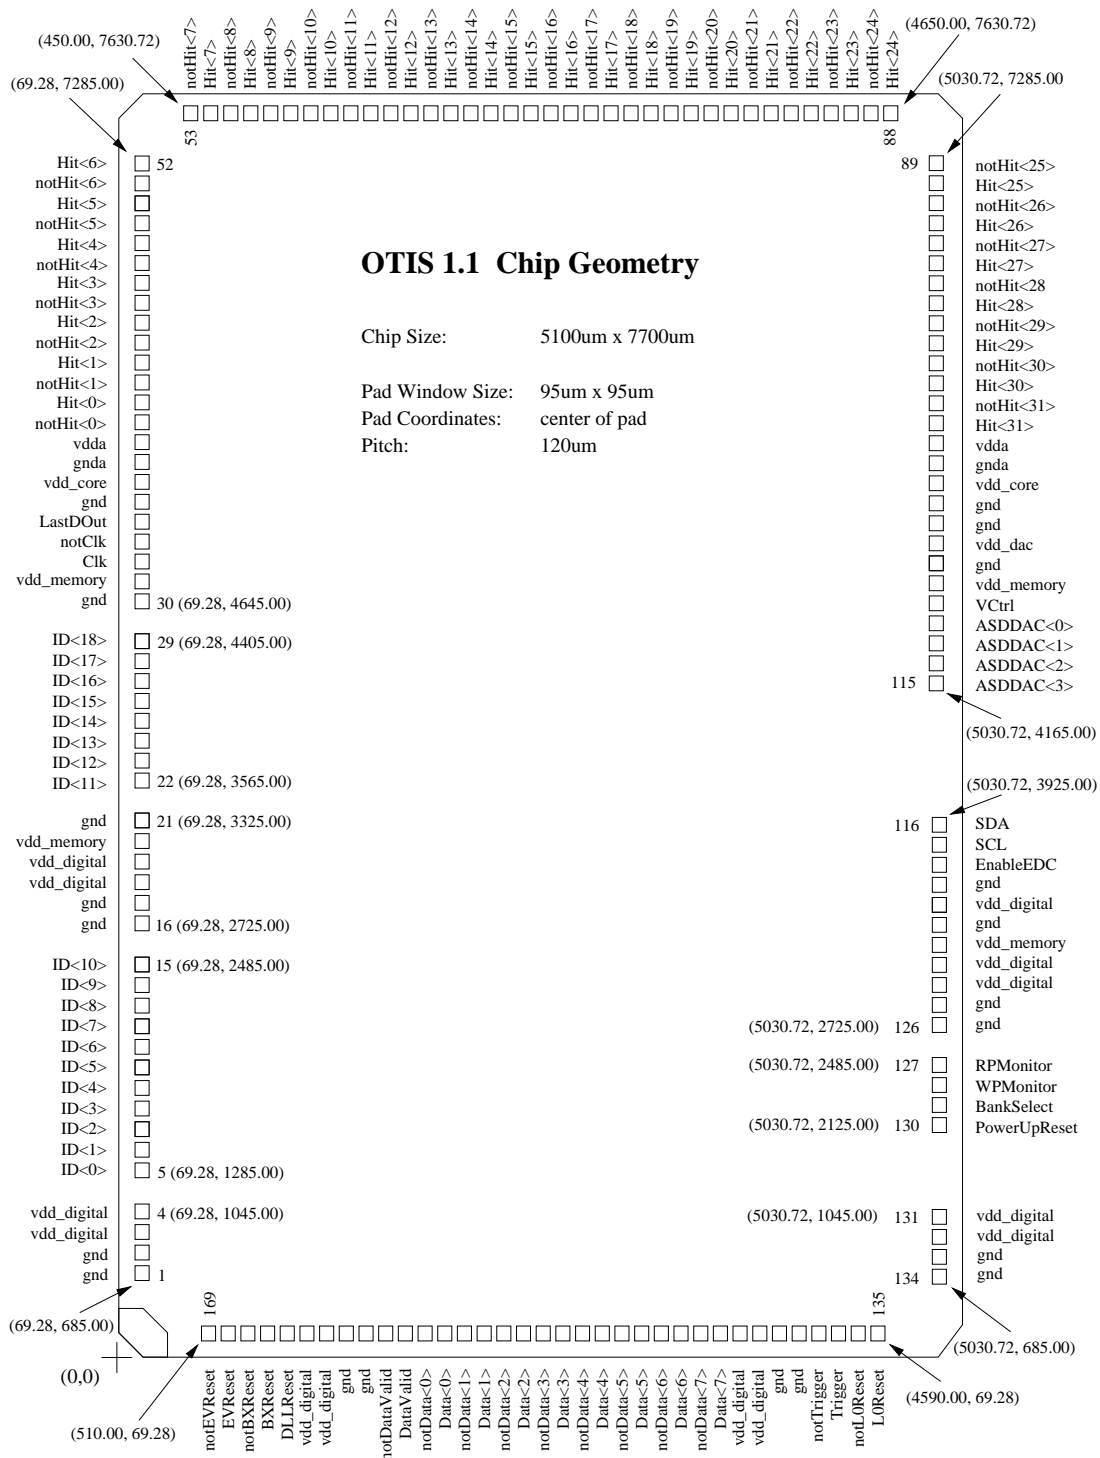 notHit<7>
Hit<7>
notHit<8>
Hit<8>
notHit<9>
Hit<9>
notHit<10>
Hit<10>
notHit<11>
Hit<11>
notHit<12>
Hit<12>
notHit<13>
Hit<13>
notHit<14>
Hit<14>
notHit<15>
Hit<15>
notHit<16>
Hit<16>
notHit<17>
Hit<17>
notHit<18>
Hit<18>
notHit<19>
Hit<19>
notHit<20>
Hit<20>
notHit<21>
Hit<21>
notHit<22>
Hit<22>
notHit<23>
Hit<23>
notHit<24>
Hit<24>
(450.00, 7630.72)
(4650.00, 7630.72)
(69.28, 7285.00)
(5030.72, 7285.00)
53
88
52
89
Hit<6>
notHit<6>
Hit<5>
notHit<5>
Hit<4>
notHit<4>
Hit<3>
notHit<3>
Hit<2>
notHit<2>
Hit<1>
notHit<1>
Hit<0>
notHit<0>
vdda
gnda
vdd_core
gnd
LastDOut
notClk
Clk
vdd_memory
gnd
30 (69.28, 4645.00)
ID<18>
29 (69.28, 4405.00)
ID<17>
ID<16>
ID<15>
ID<14>
ID<13>
ID<12>
ID<11>
22 (69.28, 3565.00)
gnd
21 (69.28, 3325.00)
vdd_memory
vdd_digital
vdd_digital
gnd
gnd
16 (69.28, 2725.00)
ID<10>
15 (69.28, 2485.00)
ID<9>
ID<8>
ID<7>
ID<6>
ID<5>
ID<4>
ID<3>
ID<2>
ID<1>
ID<0>
5 (69.28, 1285.00)
vdd_digital
4 (69.28, 1045.00)
vdd_digital
gnd
gnd
1
(69.28, 685.00)
(0,0)
(510.00, 69.28)
OTIS 1.1 Chip Geometry
Chip Size: 5100um x 7700um
Pad Window Size: 95um x 95um
Pad Coordinates: center of pad
Pitch: 120um
notHit<25>
Hit<25>
notHit<26>
Hit<26>
notHit<27>
Hit<27>
notHit<28
Hit<28>
notHit<29>
Hit<29>
notHit<30>
Hit<30>
notHit<31>
Hit<31>
vdda
gnda
vdd_core
gnd
gnd
vdd_dac
gnd
vdd_memory
VCtrl
ASDDAC<0>
ASDDAC<1>
ASDDAC<2>
115
ASDDAC<3>
(5030.72, 4165.00)
(5030.72, 3925.00)
116
SDA
SCL
EnableEDC
gnd
vdd_digital
gnd
vdd_memory
vdd_digital
vdd_digital
gnd
(5030.72, 2725.00) 126
gnd
(5030.72, 2485.00) 127
RPMonitor
WPMonitor
BankSelect
(5030.72, 2125.00) 130
PowerUpReset
(5030.72, 1045.00) 131
vdd_digital
vdd_digital
gnd
134
gnd
(5030.72, 685.00)
(4590.00, 69.28)
169
135
notEVReset
EVReset
notBXReset
BXReset
DLLReset
vdd_digital
vdd_digital
gnd
gnd
notDataValid
DataValid
notData<0>
Data<0>
notData<1>
Data<1>
notData<2>
Data<2>
notData<3>
Data<3>
notData<4>
Data<4>
notData<5>
Data<5>
notData<6>
Data<6>
notData<7>
Data<7>
vdd_digital
vdd_digital
gnd
gnd
notTrigger
Trigger
notL0Reset
L0Reset